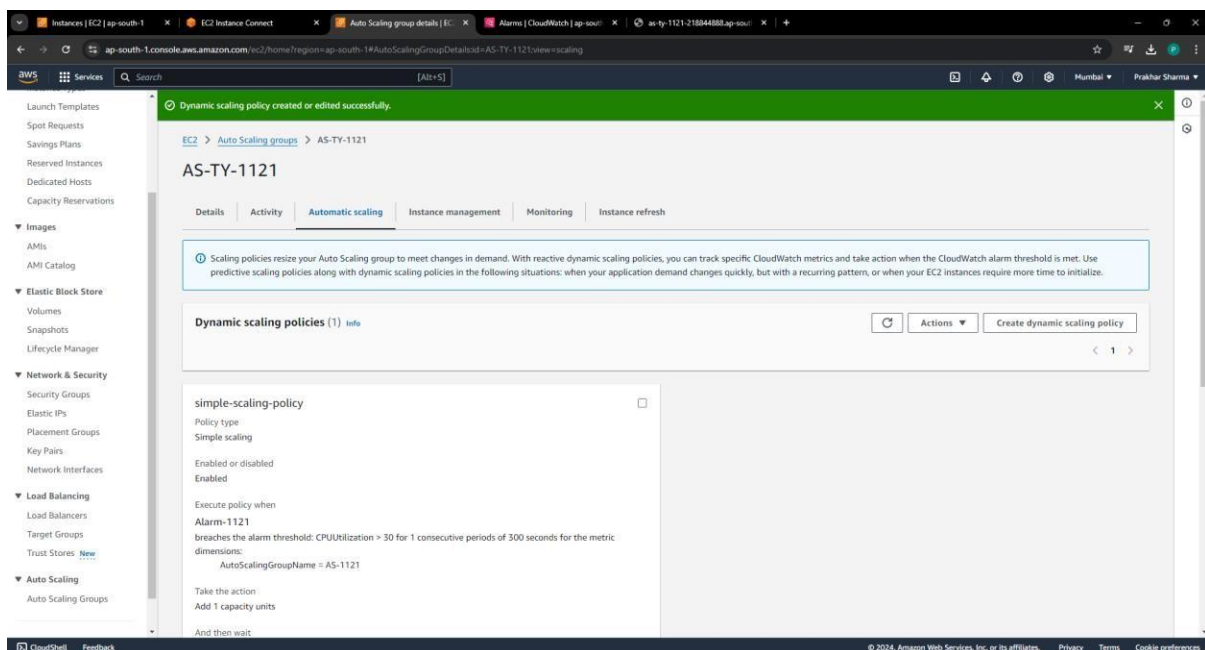 Instances | EC2 | ap-south-1
EC2 Instance Connect
Auto Scaling group details | EC
Alarms | CloudWatch | ap-sout
as-ty-1121-218844888.ap-sout
ap-south-1.console.aws.amazon.com/ec2/home?region=ap-south-1#AutoScalingGroupDetails:id=AS-TY-1121;view=scaling
aws
Services
Search
[Alt+S]
Mumbai
Prakhar Sharma
Launch Templates
Spot Requests
Savings Plans
Reserved Instances
Dedicated Hosts
Capacity Reservations
Images
AMIs
AMI Catalog
Elastic Block Store
Volumes
Snapshots
Lifecycle Manager
Network & Security
Security Groups
Elastic IPs
Placement Groups
Key Pairs
Network Interfaces
Load Balancing
Load Balancers
Target Groups
Trust Stores New
Auto Scaling
Auto Scaling Groups
Dynamic scaling policy created or edited successfully.
EC2 > Auto Scaling groups > AS-TY-1121
AS-TY-1121
Details
Activity
Automatic scaling
Instance management
Monitoring
Instance refresh
Scaling policies resize your Auto Scaling group to meet changes in demand. With reactive dynamic scaling policies, you can track specific CloudWatch metrics and take action when the CloudWatch alarm threshold is met. Use
predictive scaling policies along with dynamic scaling policies in the following situations: when your application demand changes quickly, but with a recurring pattern, or when your EC2 instances require more time to initialize.
Dynamic scaling policies (1) Info
Actions
Create dynamic scaling policy
< 1 >
simple-scaling-policy
Policy type
Simple scaling
Enabled or disabled
Enabled
Execute policy when
Alarm-1121
breaches the alarm threshold: CPUUtilization > 30 for 1 consecutive periods of 300 seconds for the metric
dimensions:
AutoScalingGroupName = AS-1121
Take the action
Add 1 capacity units
And then wait
CloudShell
Feedback
© 2024, Amazon Web Services, Inc. or its affiliates.
Privacy
Terms
Cookie preferences